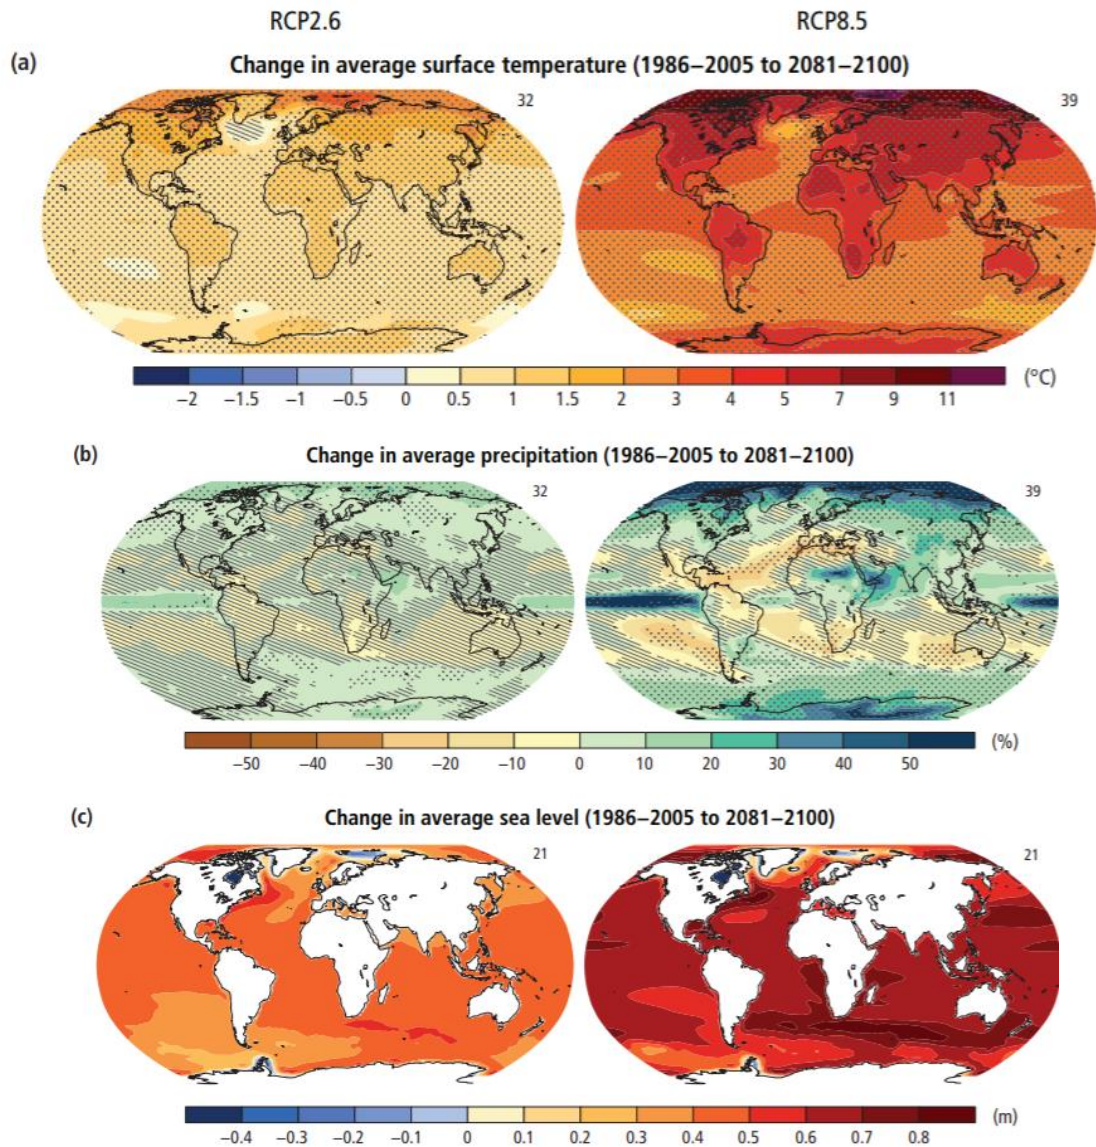 RCP2.6 RCP8.5
(a) Change in average surface temperature (1986–2005 to 2081–2100)
32 39
−2 −1.5 −1 −0.5 0 0.5 1 1.5 2 3 4 5 7 9 11 (°C)
(b) Change in average precipitation (1986–2005 to 2081–2100)
32 39
−50 −40 −30 −20 −10 0 10 20 30 40 50 (%)
(c) Change in average sea level (1986–2005 to 2081–2100)
21 21
−0.4 −0.3 −0.2 −0.1 0 0.1 0.2 0.3 0.4 0.5 0.6 0.7 0.8 (m)